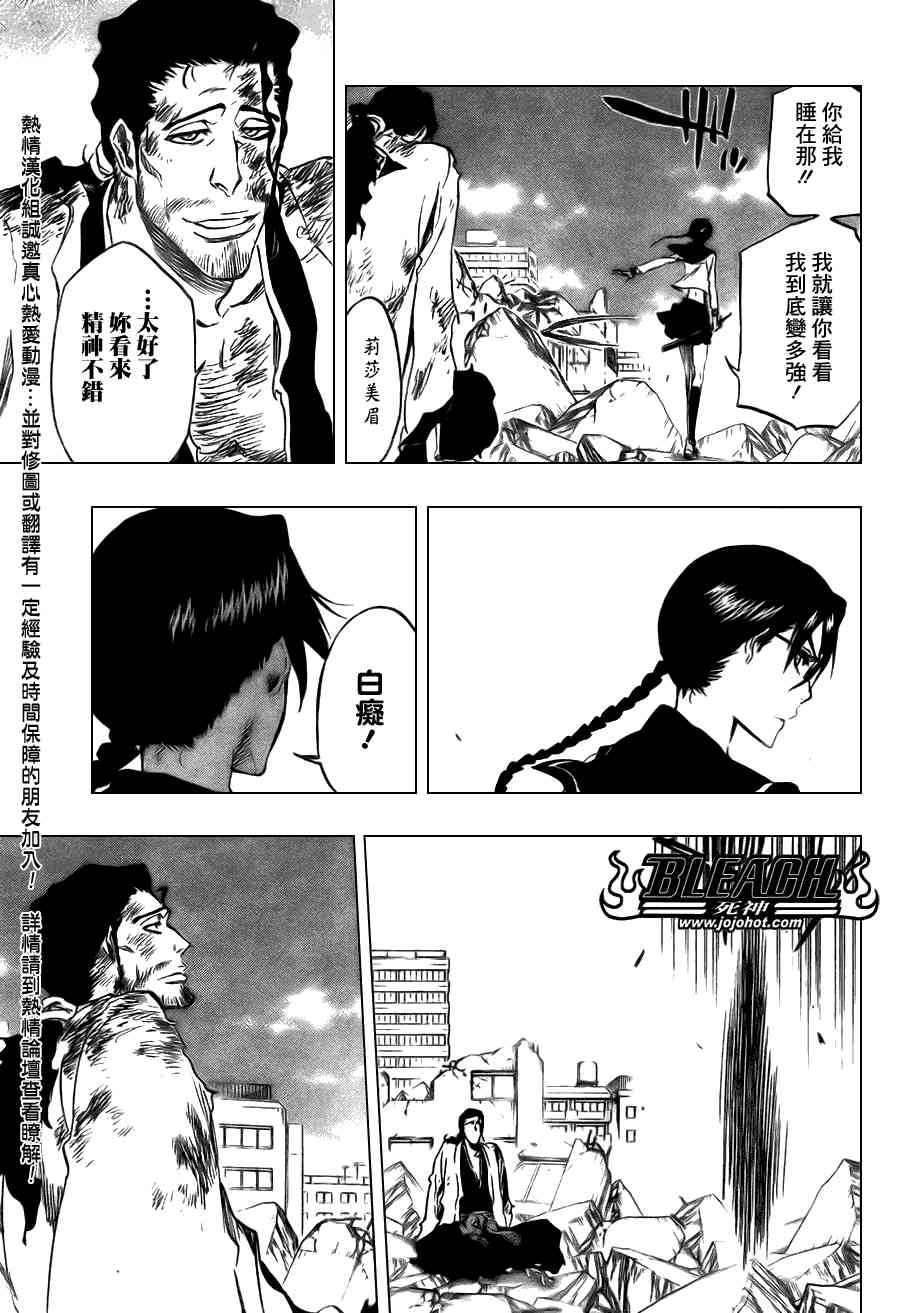 你給我
睡在那!!
我就讓你看看
我到底變多強!
莉莎美眉
…太好了
妳看來
精神不錯
白癡!
BLEACH
死神
www.jojohot.com
熱情漢化組誠邀真心熱愛動漫…並對修圖或翻譯有一定經驗及時間保障的朋友加入! 詳情請到熱情論壇查看瞭解!